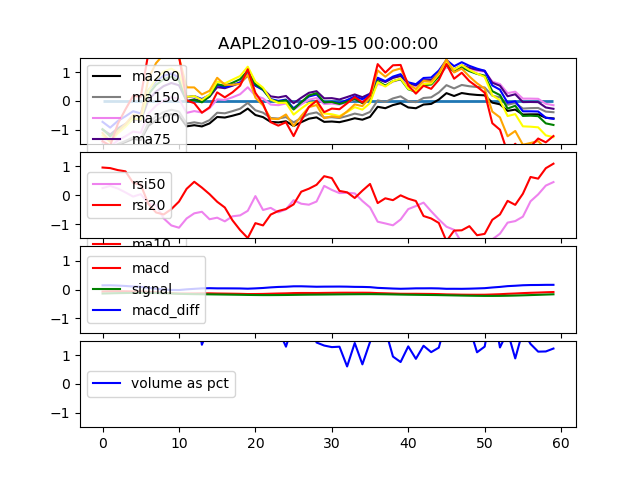 AAPL2010-09-15 00:00:00
1
0
−1
ma200
ma150
ma100
ma75
1
0
−1
rsi50
rsi20
ma10
1
0
−1
macd
signal
macd_diff
1
0
−1
volume as pct
0 10 20 30 40 50 60